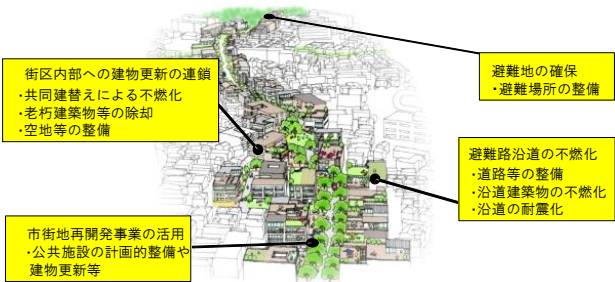 街区内部への建物更新の連鎖
・共同建替えによる不燃化
・老朽建築物等の除却
・空地等の整備
避難地の確保
・避難場所の整備
避難路沿道の不燃化
・道路等の整備
・沿道建築物の不燃化
・沿道の耐震化
市街地再開発事業の活用
・公共施設の計画的整備や
建物更新等